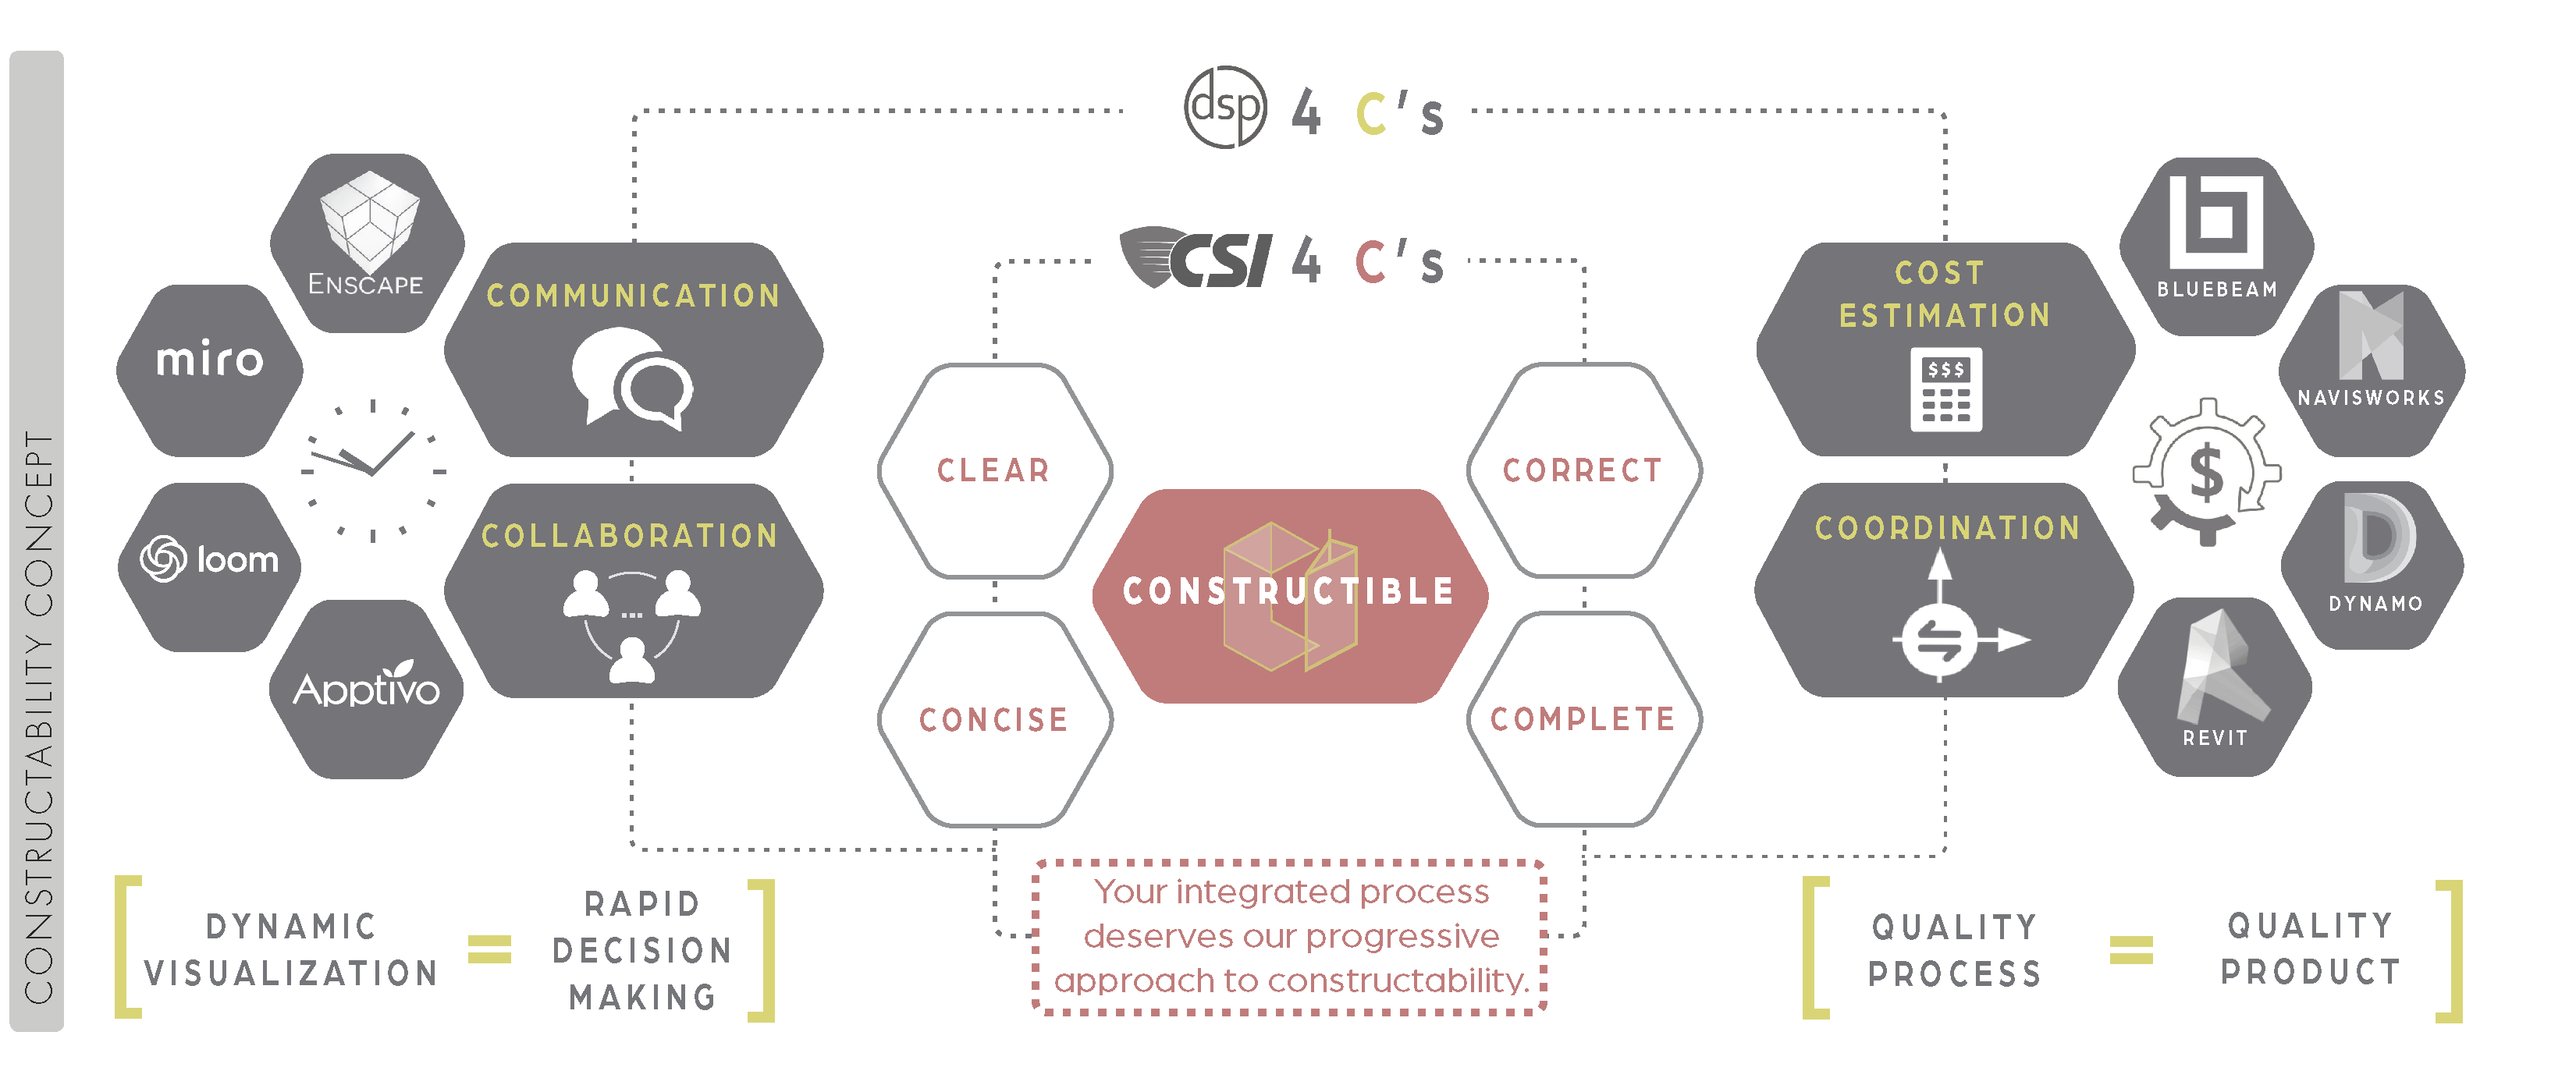 CONSTRUCTABILITY CONCEPT
dsp 4 C's
CSI 4 C's
ENSCAPE
miro
loom
Apptivo
COMMUNICATION
COLLABORATION
...
CLEAR
CONCISE
CONSTRUCTIBLE
CORRECT
COMPLETE
COST
ESTIMATION
$$$
COORDINATION
BLUEBEAM
NAVISWORKS
$
DYNAMO
REVIT
DYNAMIC
VISUALIZATION
=
RAPID
DECISION
MAKING
Your integrated process
deserves our progressive
approach to constructability.
QUALITY
PROCESS
=
QUALITY
PRODUCT